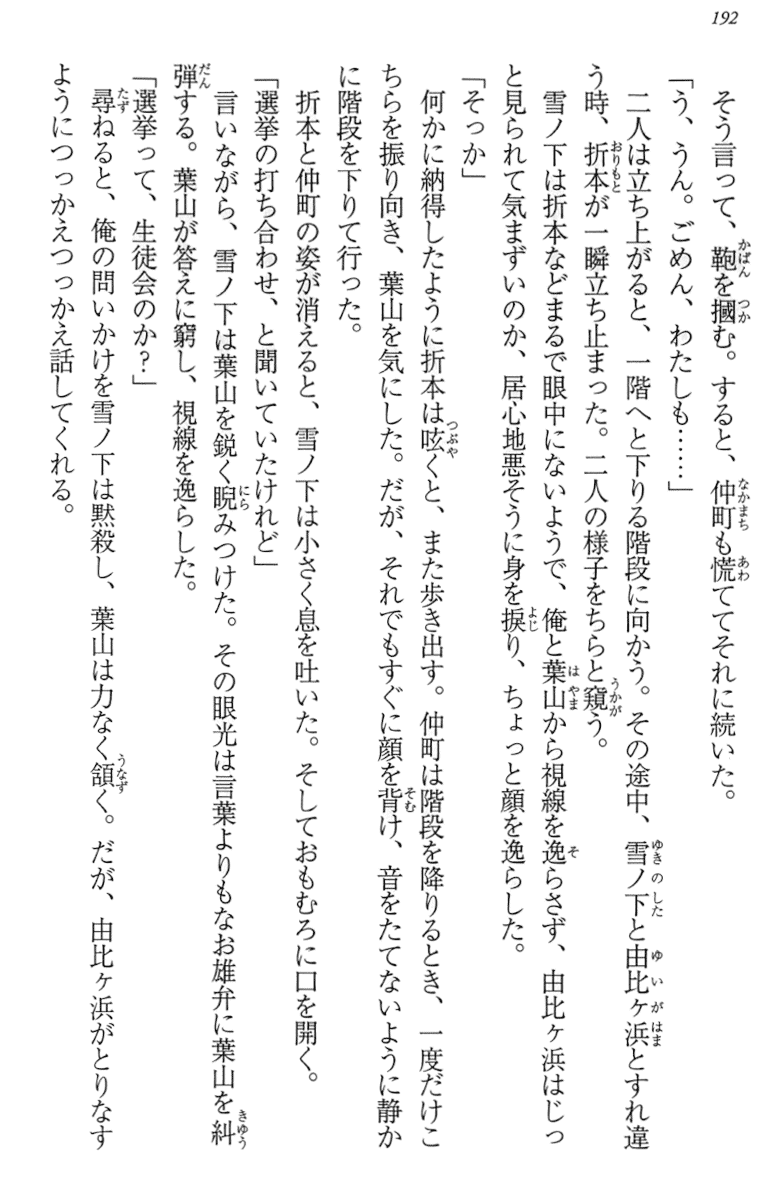 192
そう言って、鞄を摑む。すると、仲町も慌ててそれに続いた。
「う、うん。ごめん、わたしも……」
二人は立ち上がると、一階へと下りる階段に向かう。その途中、雪ノ下と由比ヶ浜とすれ違
う時、折本が一瞬立ち止まった。二人の様子をちらと窺う。
雪ノ下は折本などまるで眼中にないようで、俺と葉山から視線を逸らさず、由比ヶ浜はじっ
と見られて気まずいのか、居心地悪そうに身を捩り、ちょっと顔を逸らした。
「そっか」
何かに納得したように折本は呟くと、また歩き出す。仲町は階段を降りるとき、一度だけこ
ちらを振り向き、葉山を気にした。だが、それでもすぐに顔を背け、音をたてないように静か
に階段を下りて行った。
折本と仲町の姿が消えると、雪ノ下は小さく息を吐いた。そしておもむろに口を開く。
「選挙の打ち合わせ、と聞いていたけれど」
言いながら、雪ノ下は葉山を鋭く睨みつけた。その眼光は言葉よりもなお雄弁に葉山を糾
弾する。葉山が答えに窮し、視線を逸らした。
「選挙って、生徒会のか?」
尋ねると、俺の問いかけを雪ノ下は黙殺し、葉山は力なく頷く。だが、由比ヶ浜がとりなす
ようにつっかえつっかえ話してくれる。